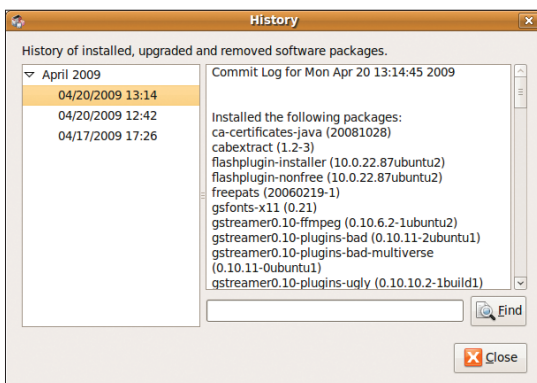 History
History of installed, upgraded and removed software packages.
April 2009
04/20/2009 13:14
04/20/2009 12:42
04/17/2009 17:26
Commit Log for Mon Apr 20 13:14:45 2009
Installed the following packages:
ca-certificates-java (20081028)
cabextract (1.2-3)
flashplugin-installer (10.0.22.87ubuntu2)
flashplugin-nonfree (10.0.22.87ubuntu2)
freepats (20060219-1)
gsfonts-x11 (0.21)
gstreamer0.10-ffmpeg (0.10.6.2-1ubuntu2)
gstreamer0.10-plugins-bad (0.10.11-2ubuntu1)
gstreamer0.10-plugins-bad-multiverse
(0.10.11-0ubuntu1)
gstreamer0.10-plugins-ugly (0.10.10.2-1build1)
Find
Close